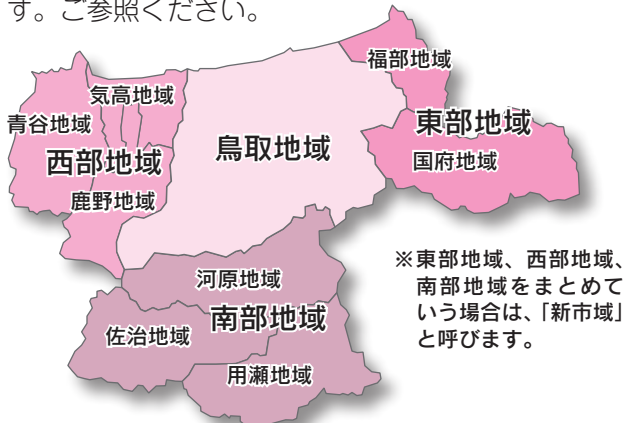 す。ご参照ください。
福部地域
気高地域
青谷地域
東部地域
鳥取地域
西部地域
国府地域
鹿野地域
※東部地域、西部地域、
南部地域をまとめて
いう場合は、「新市域」
と呼びます。
河原地域
南部地域
佐治地域
用瀬地域